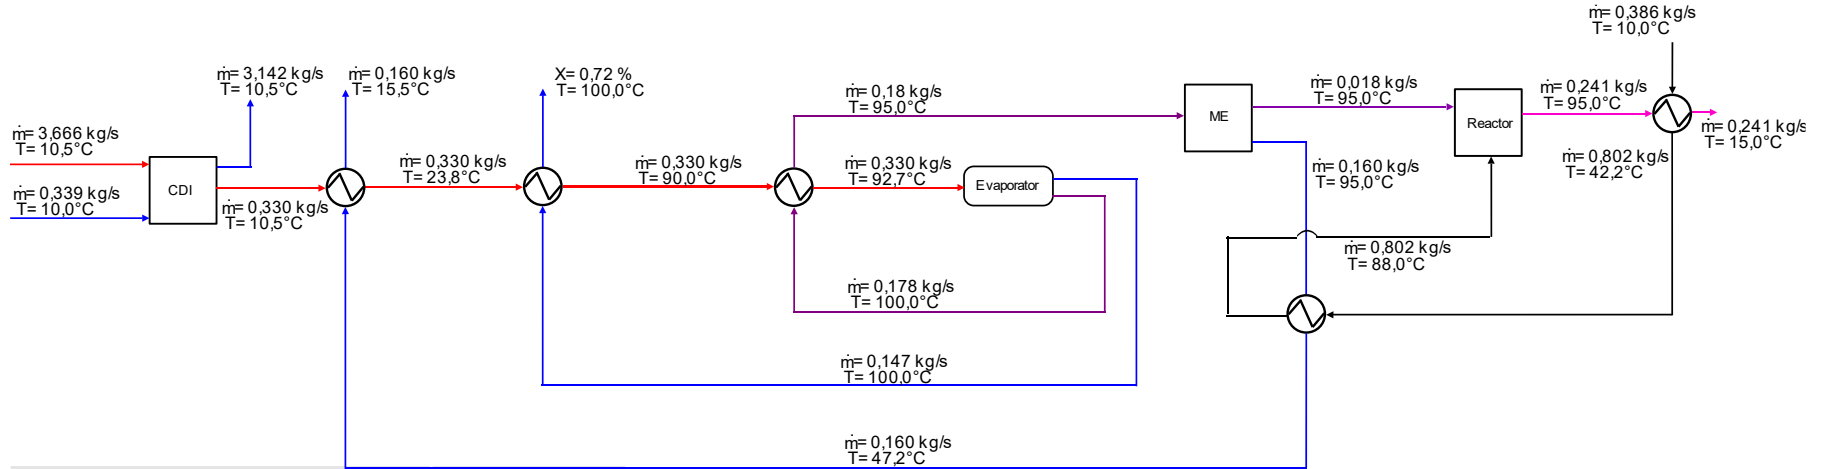 ṁ= 3,666 kg/s
T= 10,5°C
ṁ= 0,339 kg/s
T= 10,0°C
CDI
ṁ= 3,142 kg/s
T= 10,5°C
ṁ= 0,330 kg/s
T= 10,5°C
ṁ= 0,160 kg/s
T= 15,5°C
ṁ= 0,330 kg/s
T= 23,8°C
X= 0,72 %
T= 100,0°C
ṁ= 0,330 kg/s
T= 90,0°C
ṁ= 0,18 kg/s
T= 95,0°C
ṁ= 0,330 kg/s
T= 92,7°C
Evaporator
ṁ= 0,178 kg/s
T= 100,0°C
ṁ= 0,147 kg/s
T= 100,0°C
ṁ= 0,160 kg/s
T= 47,2°C
ME
ṁ= 0,018 kg/s
T= 95,0°C
ṁ= 0,160 kg/s
T= 95,0°C
ṁ= 0,802 kg/s
T= 88,0°C
Reactor
ṁ= 0,241 kg/s
T= 95,0°C
ṁ= 0,386 kg/s
T= 10,0°C
ṁ= 0,241 kg/s
T= 15,0°C
ṁ= 0,802 kg/s
T= 42,2°C